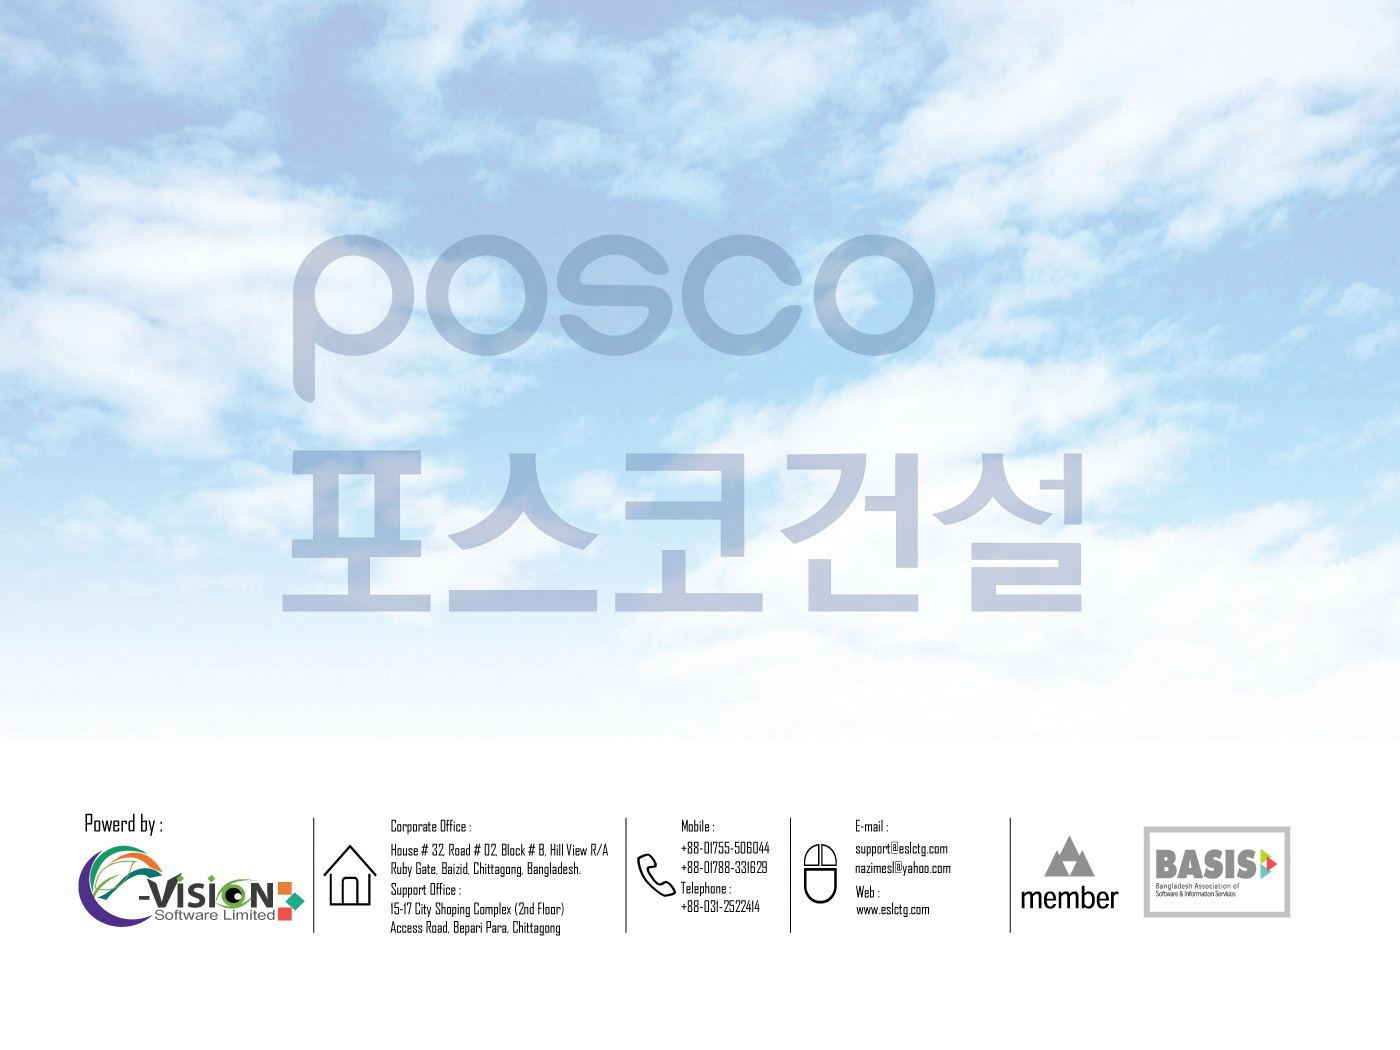 posco
포스코건설
Powerd by :
-VISION
Software Limited
Corporate Office :
House # 32, Road # 02, Block # B, Hill View R/A
Ruby Gate, Baizid, Chittagong, Bangladesh.
Support Office :
15-17 City Shoping Complex (2nd Floor)
Access Road, Bepari Para, Chittagong
Mobile :
+88-01755-506044
+88-01788-331629
Telephone :
+88-031-2522414
E-mail :
support@eslctg.com
nazimesl@yahoo.com
Web :
www.eslctg.com
member
BASIS
Bangladesh Association of
Software & Information Services